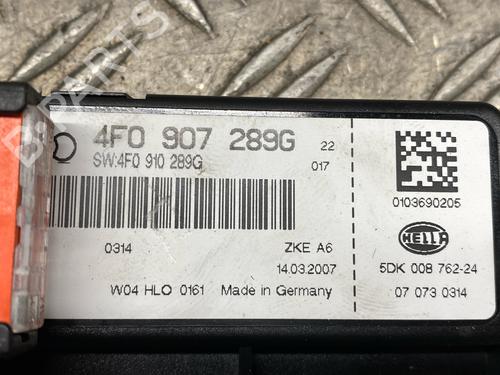 4F0 907 289G 22
SW:4F0 910 289G 017
0314 ZKE A6
14.03.2007
W04 HLO 0161 Made in Germany
0103690205
HELLA
5DK 008 762-24
07 073 0314
B-PARTS